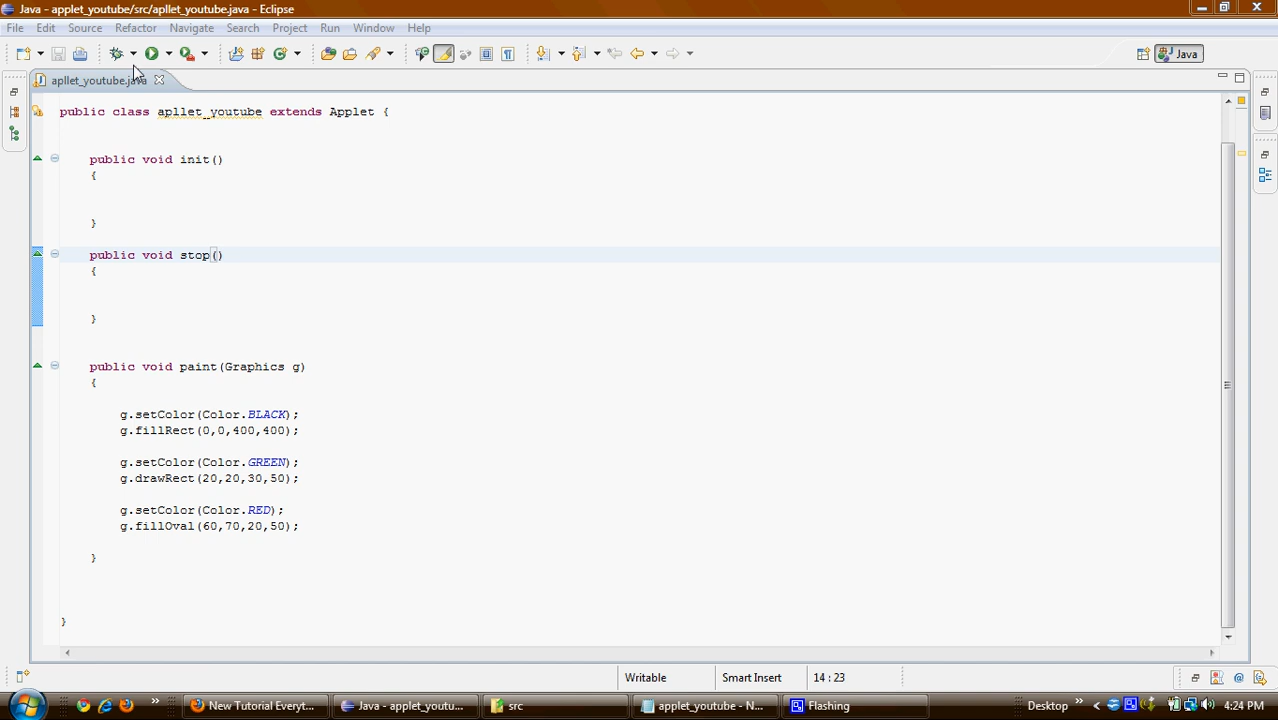 Java - applet_youtube/src/apllet_youtube.java - Eclipse
File Edit Source Refactor Navigate Search Project Run Window Help
Java
apllet_youtube.java
public class apllet_youtube extends Applet {
public void init()
{
}
public void stop()
{
}
public void paint(Graphics g)
{
g.setColor(Color.BLACK);
g.fillRect(0,0,400,400);
g.setColor(Color.GREEN);
g.drawRect(20,20,30,50);
g.setColor(Color.RED);
g.fillOval(60,70,20,50);
}
}
Writable Smart Insert 14 : 23
New Tutorial Everyt... Java - applet_youtu... src applet_youtube - N... Flashing Desktop 4:24 PM